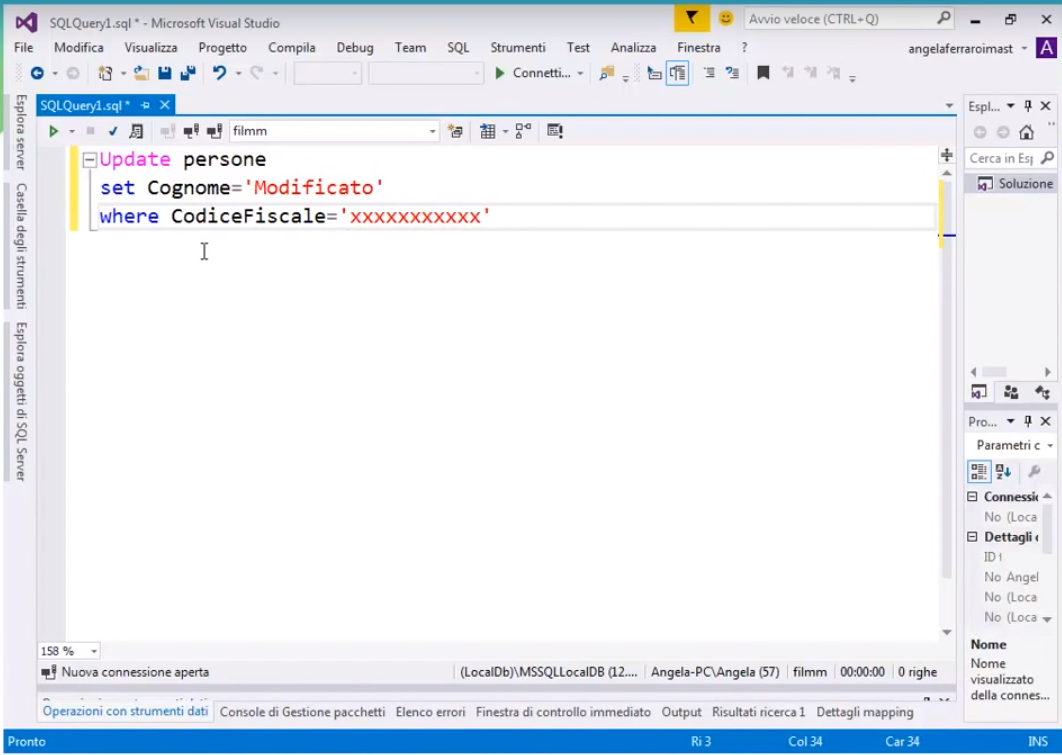 SQLQuery1.sql * - Microsoft Visual Studio
Avvio veloce (CTRL+Q)
File Modifica Visualizza Progetto Compila Debug Team SQL Strumenti Test Analizza Finestra ?
angelaferraroimast A
Connetti...
Esplora server
Casella degli strumenti
Esplora oggetti di SQL Server
SQLQuery1.sql *
filmm
Update persone
set Cognome='Modificato'
where CodiceFiscale='xxxxxxxxxxx'
158 %
Nuova connessione aperta
(LocalDb)\MSSQLLocalDB (12.... Angela-PC\Angela (57) filmm 00:00:00 0 righe
Operazioni con strumenti dati Console di Gestione pacchetti Elenco errori Finestra di controllo immediato Output Risultati ricerca 1 Dettagli mapping
Espl...
Cerca in Esp
Soluzione
Pro...
Parametri c
Connessio
No (Loca
Dettagli
No Angel
No (Loca
No (Loca
Nome
Nome
visualizzato
della connes...
Pronto Ri 3 Col 34 Car 34 INS